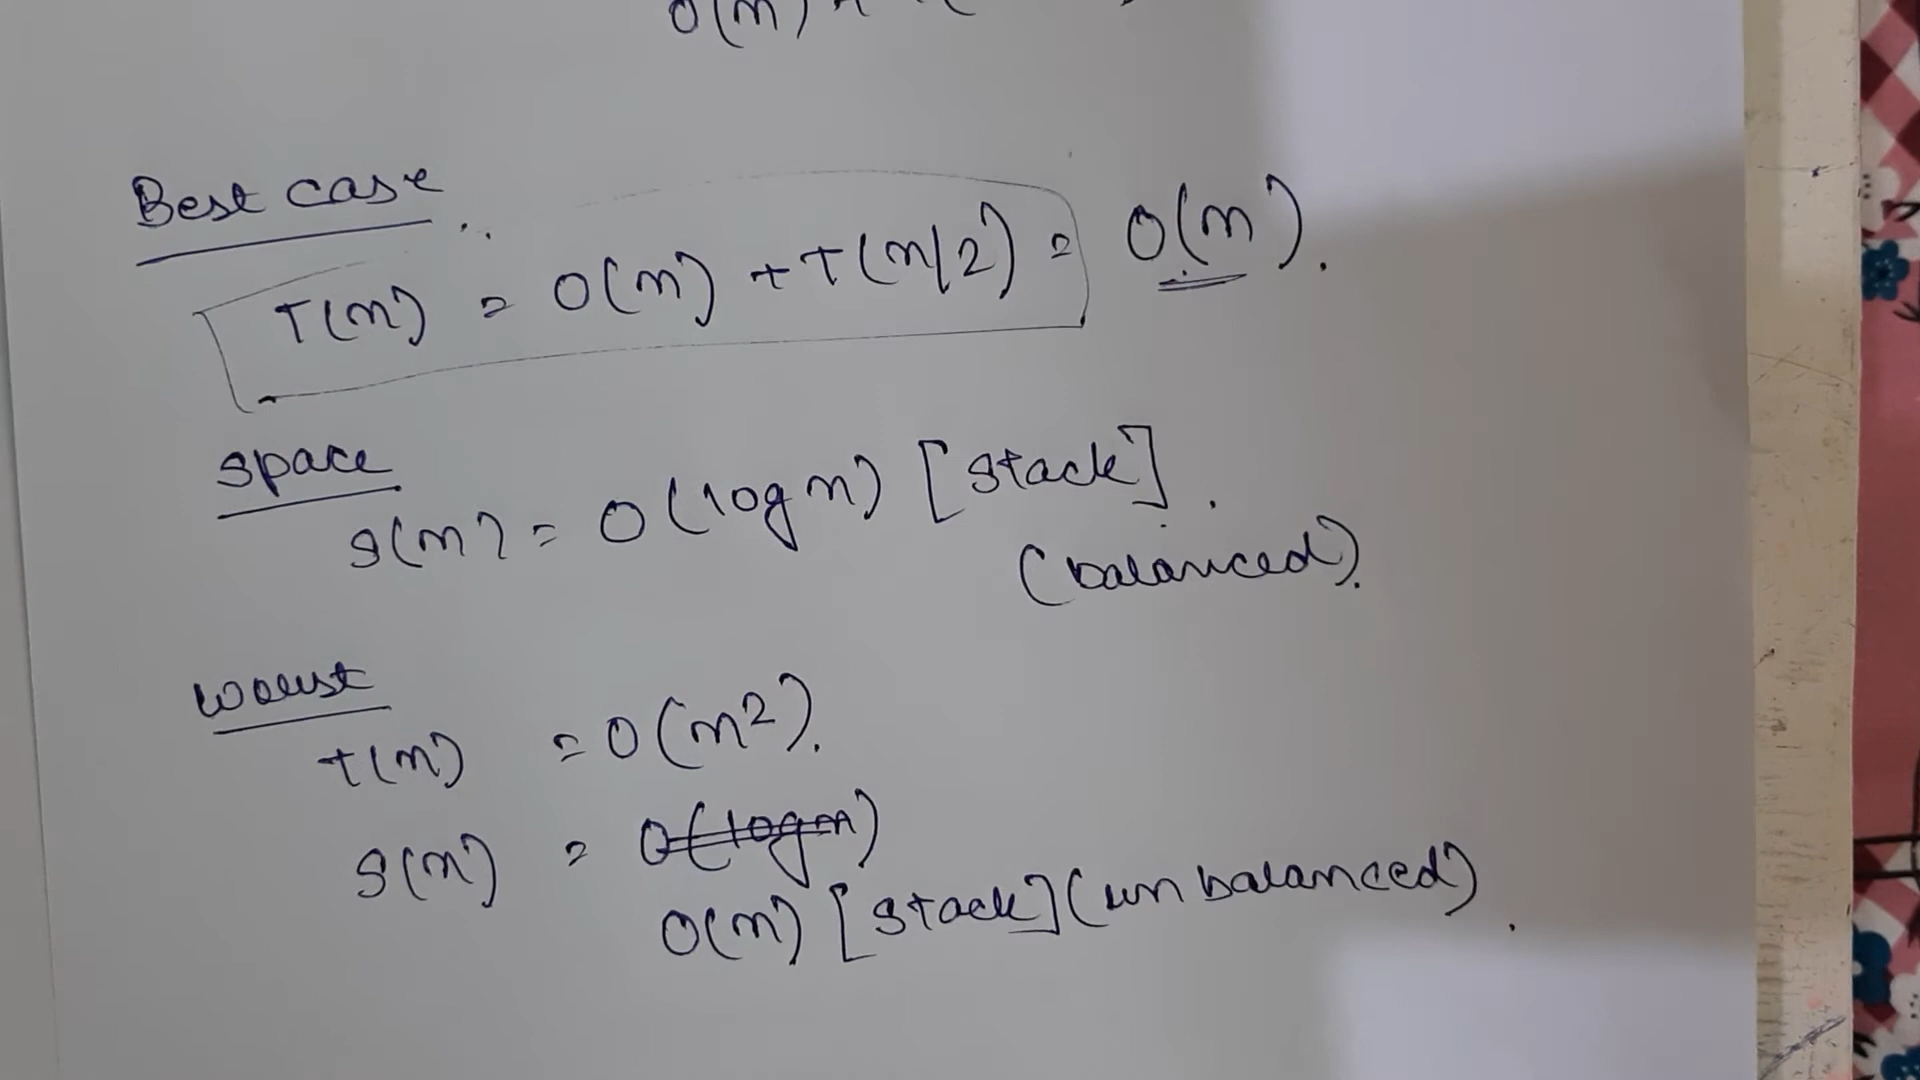 O(n) +
Best case
T(n) = O(n) + T(n/2) = O(n).
space
S(n) = O(log n) [stack].
(balanced).
worst
T(n) = O(n2).
S(n) = O(log n)
O(n) [stack] (unbalanced).